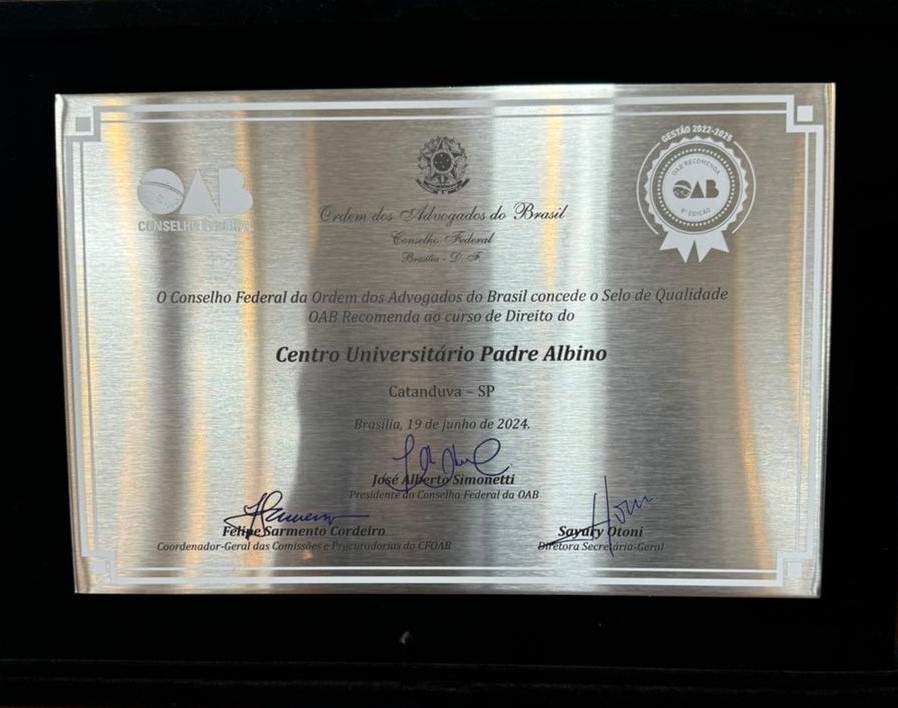 OAB
CONSELHO FEDERAL
GESTÃO 2022-2025
OAB RECOMENDA
OAB
8ª EDIÇÃO
Ordem dos Advogados do Brasil
Conselho Federal
Brasília - D. F.
O Conselho Federal da Ordem dos Advogados do Brasil concede o Selo de Qualidade
OAB Recomenda ao curso de Direito do
Centro Universitário Padre Albino
Catanduva – SP
Brasília, 19 de junho de 2024.
José Alberto Simonetti
Presidente do Conselho Federal da OAB
Felipe Sarmento Cordeiro
Coordenador-Geral das Comissões e Procuradorias do CFOAB
Sayury Otoni
Diretora Secretária-Geral